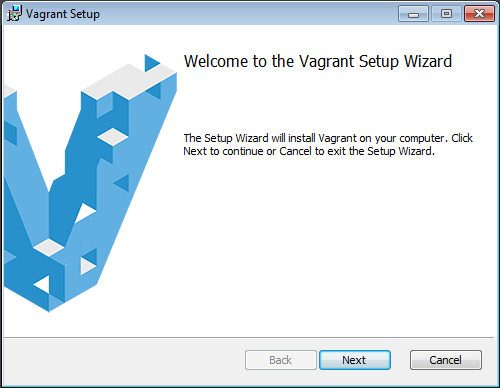 Vagrant Setup
Welcome to the Vagrant Setup Wizard
The Setup Wizard will install Vagrant on your computer. Click
Next to continue or Cancel to exit the Setup Wizard.
Back
Next
Cancel